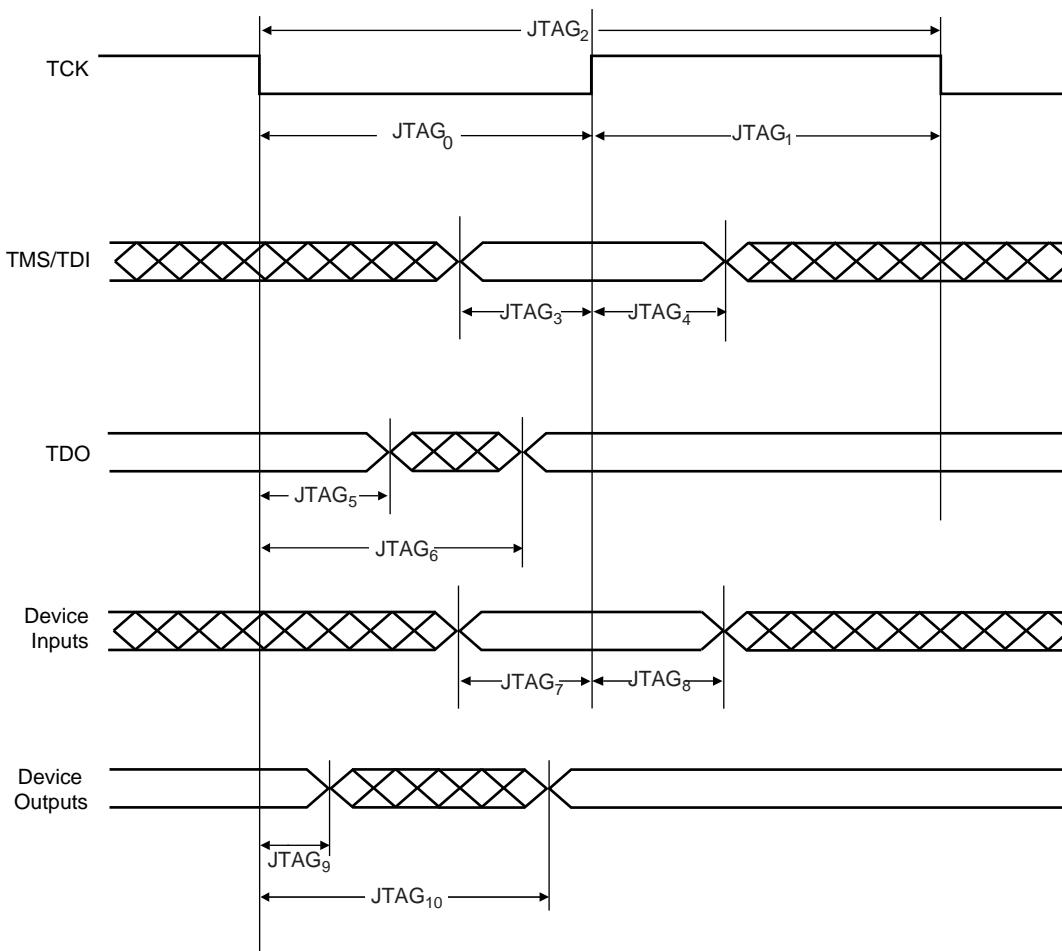 JTAG₂
TCK
JTAG₀
JTAG₁
TMS/TDI
JTAG₃
JTAG₄
TDO
JTAG₅
JTAG₆
Device
Inputs
JTAG₇
JTAG₈
Device
Outputs
JTAG₉
JTAG₁₀